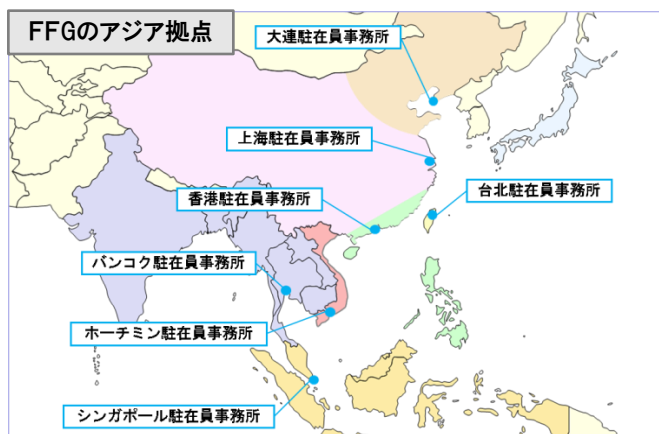 FFGのアジア拠点
大連駐在員事務所
上海駐在員事務所
香港駐在員事務所
台北駐在員事務所
バンコク駐在員事務所
ホーチミン駐在員事務所
シンガポール駐在員事務所